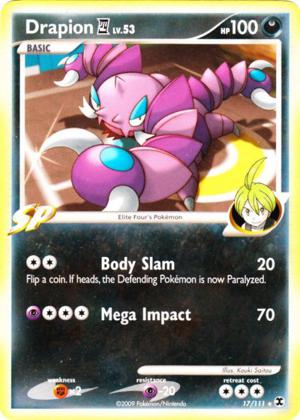 Drapion 4 LV.53 HP100
BASIC
SP
Elite Four's Pokémon
Body Slam 20
Flip a coin. If heads, the Defending Pokémon is now Paralyzed.
Mega Impact 70
Illus. Kouki Saitou
weakness resistance retreat cost
×2 -20
©2009 Pokémon/Nintendo 17/111 ★